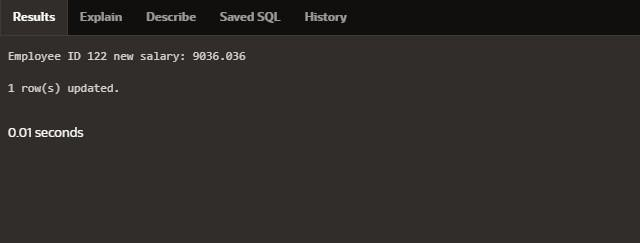 Results Explain Describe Saved SQL History
Employee ID 122 new salary: 9036.036
1 row(s) updated.
0.01 seconds